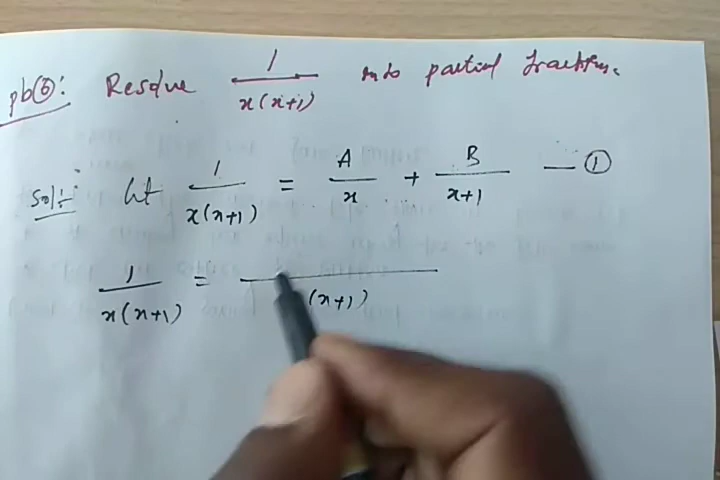 pb⑥: Resolve 1/x(x+1) into partial fractions.
Sol:- let 1/x(x+1) = A/x + B/x+1 — ①
1/x(x+1) = /(x+1)